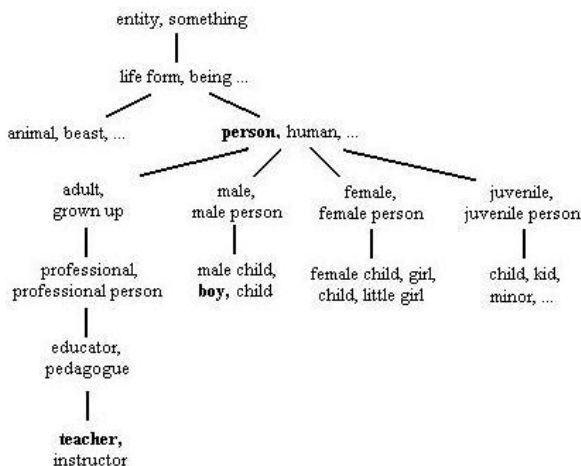 entity, something
life form, being ...
animal, beast, ...
person, human, ...
adult,
grown up
male,
male person
female,
female person
juvenile,
juvenile person
professional,
professional person
male child,
boy, child
female child, girl,
child, little girl
child, kid,
minor, ...
educator,
pedagogue
teacher,
instructor